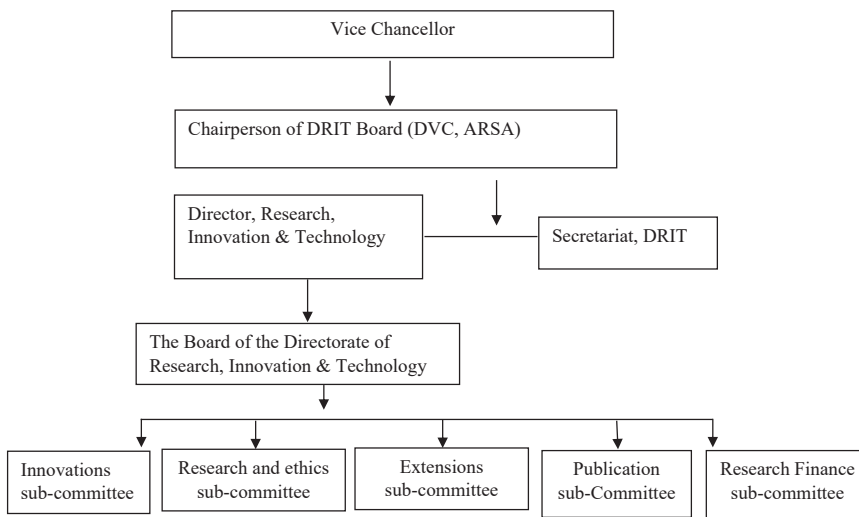 Vice Chancellor
Chairperson of DRIT Board (DVC, ARSA)
Director, Research,
Innovation & Technology
Secretariat, DRIT
The Board of the Directorate of
Research, Innovation & Technology
Innovations
sub-committee
Research and ethics
sub-committee
Extensions
sub-committee
Publication
sub-Committee
Research Finance
sub-committee